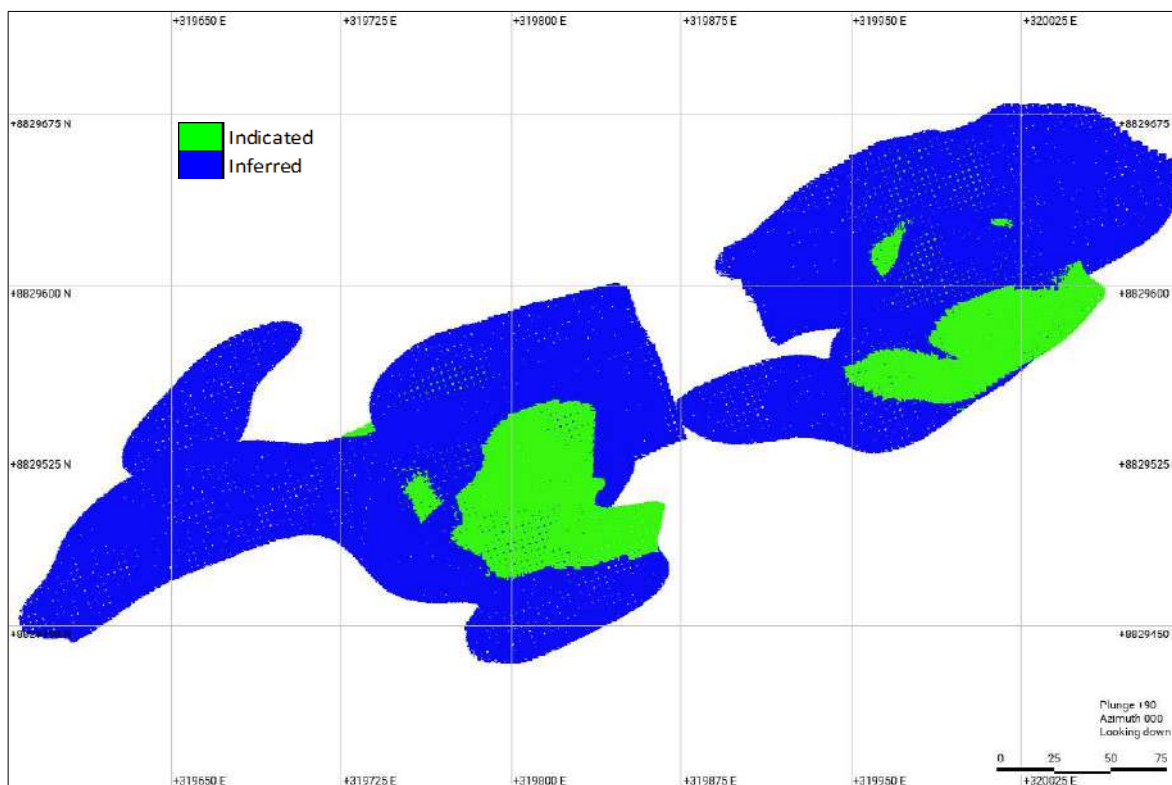 +319650 E +319725 E +319800 E +319875 E +319950 E +320025 E
+8829675 N +8829675
Indicated
Inferred
+8829600 N +8829600
+8829525 N +8829525
+8829450
Plunge +90
Azimuth 000
Looking down
0 25 50 75
+319650 E +319725 E +319800 E +319875 E +319950 E +320025 E